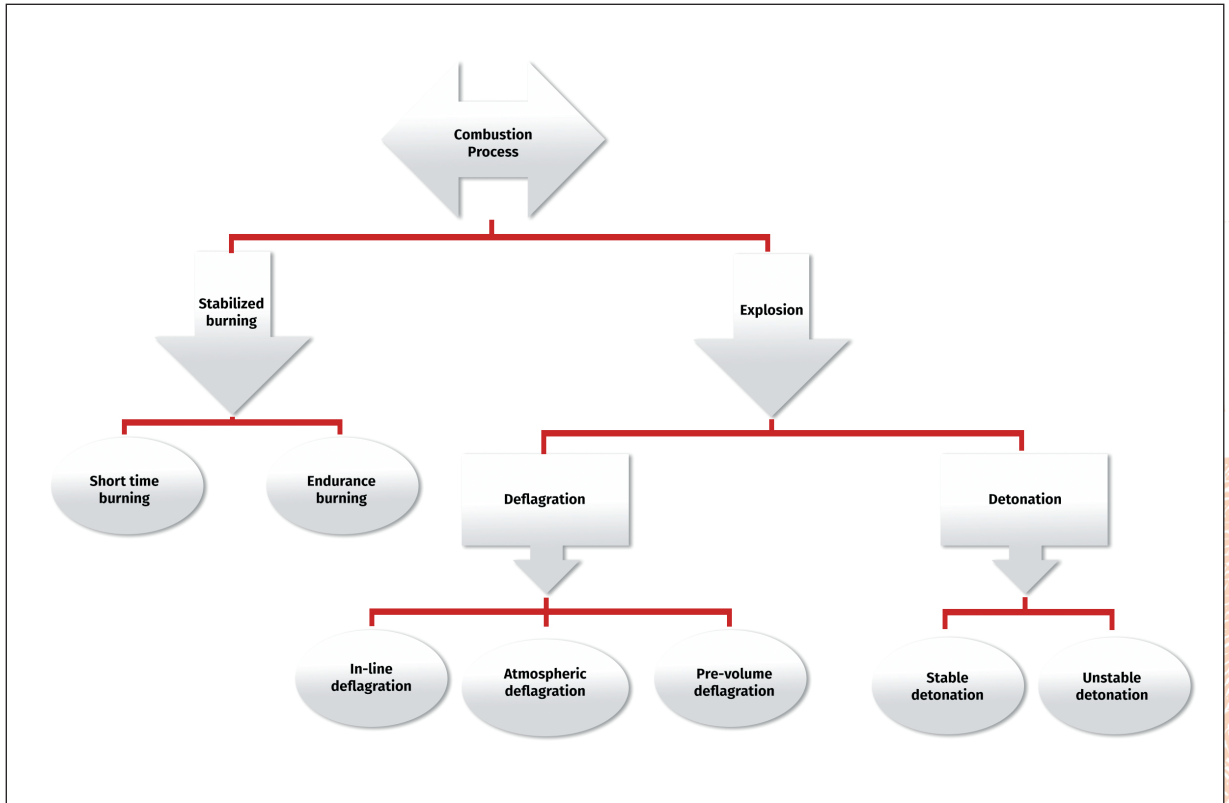 Combustion
Process
Stabilized
burning
Explosion
Short time
burning
Endurance
burning
Deflagration
Detonation
In-line
deflagration
Atmospheric
deflagration
Pre-volume
deflagration
Stable
detonation
Unstable
detonation